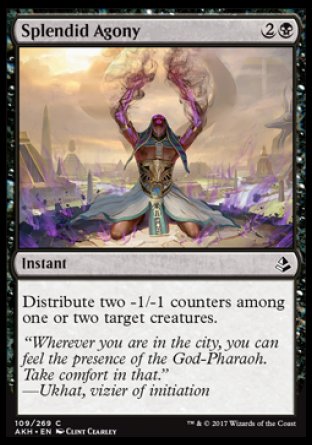 Splendid Agony 2
Instant
Distribute two -1/-1 counters among
one or two target creatures.
“Wherever you are in the city, you can
feel the presence of the God-Pharaoh.
Take comfort in that.”
—Ukhat, vizier of initiation
109/269 C
AKH • EN Clint Cearley
™ & © 2017 Wizards of the Coast